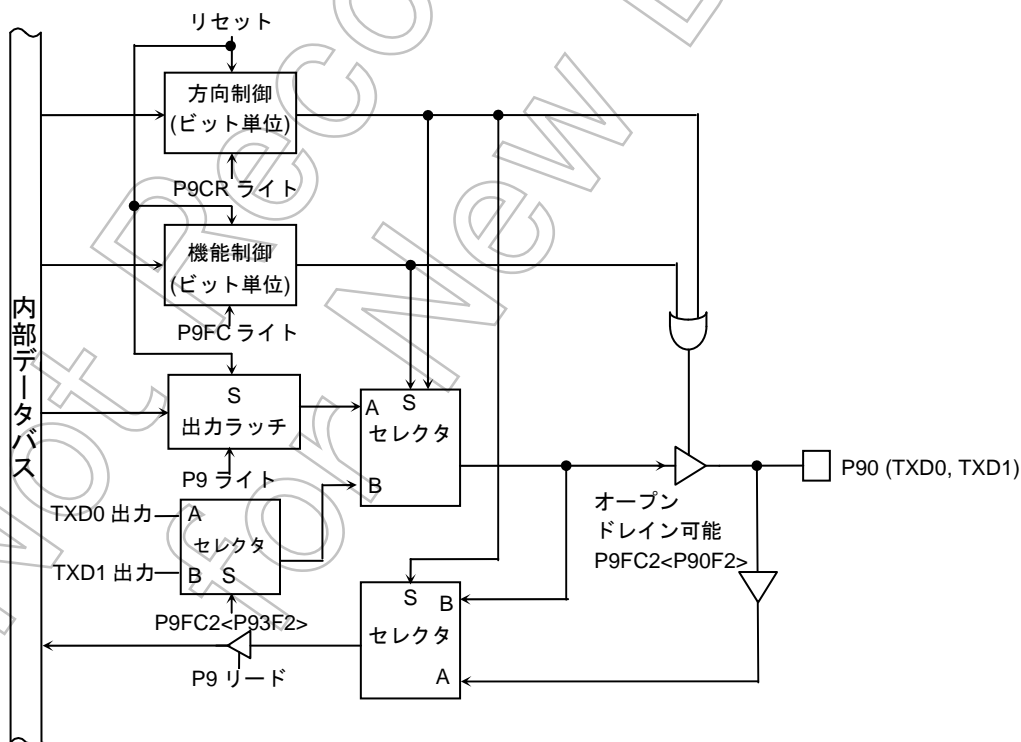 リセット
方向制御
(ビット単位)
P9CR ライト
機能制御
(ビット単位)
P9FC ライト
内部データバス
S
出力ラッチ
P9 ライト
A S
セレクタ
B
TXD0 出力
A
セレクタ
TXD1 出力
B S
P9FC2<P93F2>
P9 リード
S B
セレクタ
A
オープン
ドレイン可能
P9FC2<P90F2>
P90 (TXD0, TXD1)
Not Reco
for New D